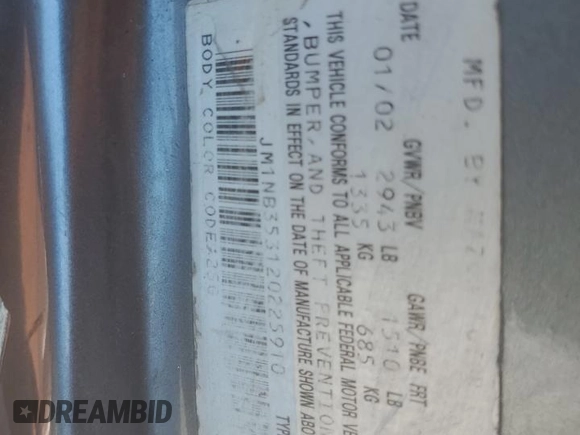 MFD. BY
DATE GVWR/PNBV GAWR/PNBE FRT
01/02 2943 LB 1510 LB
1335 KG 685 KG
THIS VEHICLE CONFORMS TO ALL APPLICABLE FEDERAL MOTOR VE
, BUMPER, AND THEFT PREVENTION
STANDARDS IN EFFECT ON THE DATE OF MANUFACTURE SHOWN ABO
JM1NB353120225910 TYP
BODY COLOR CODE:
DREAMBID